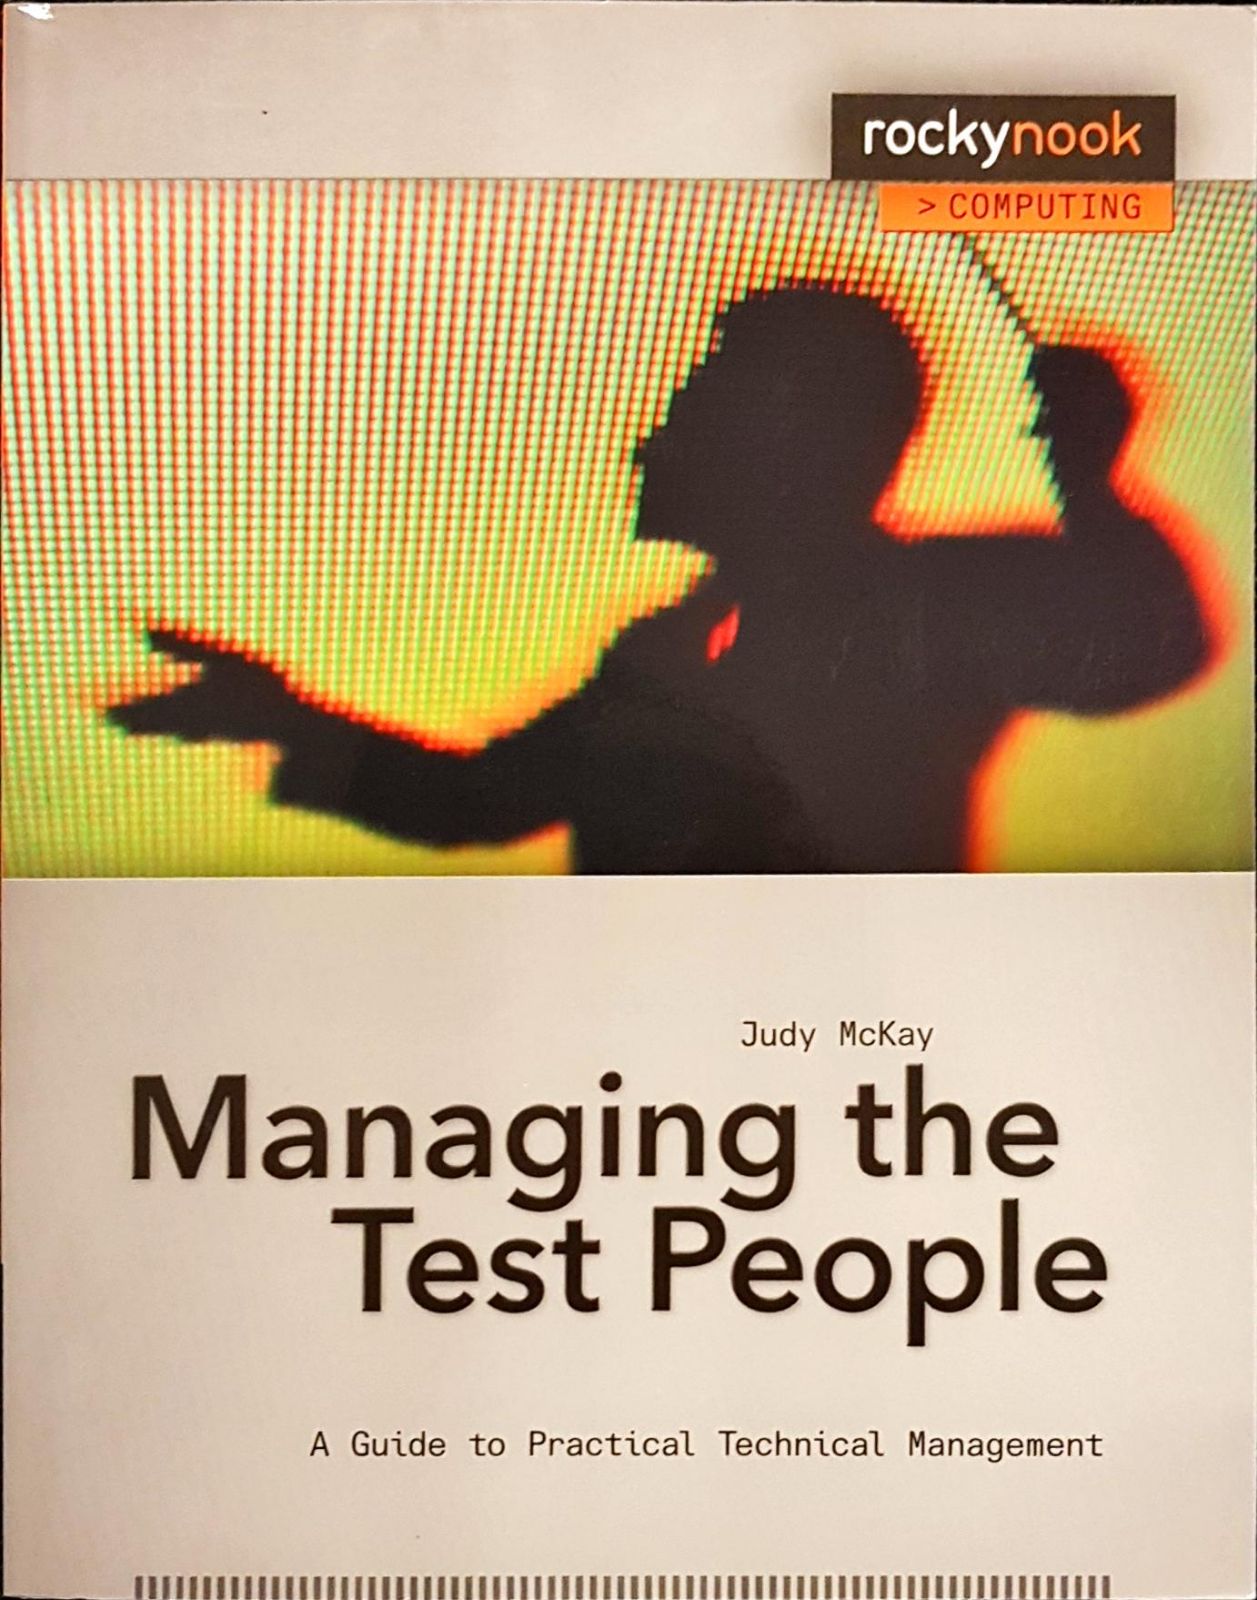 rockynook
> COMPUTING
Judy McKay
Managing the
Test People
A Guide to Practical Technical Management